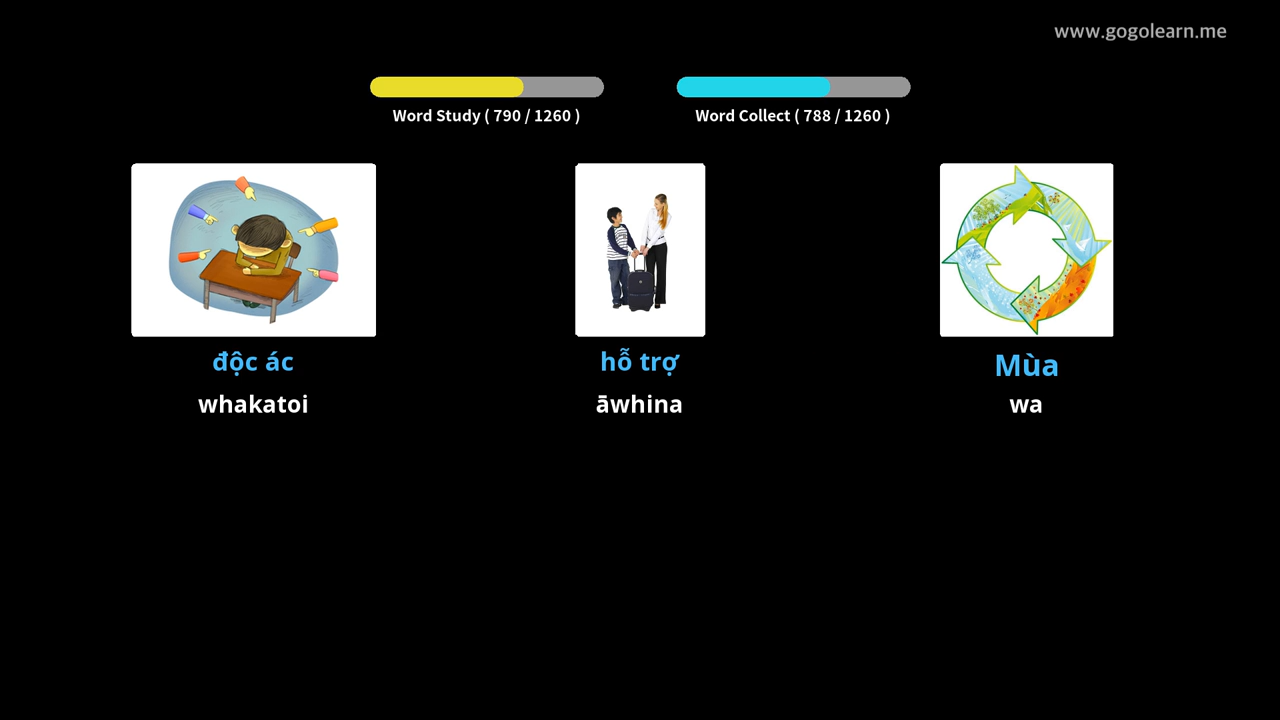 www.gogolearn.me
Word Study ( 790 / 1260 )
Word Collect ( 788 / 1260 )
độc ác
hỗ trợ
Mùa
whakatoi
āwhina
wa